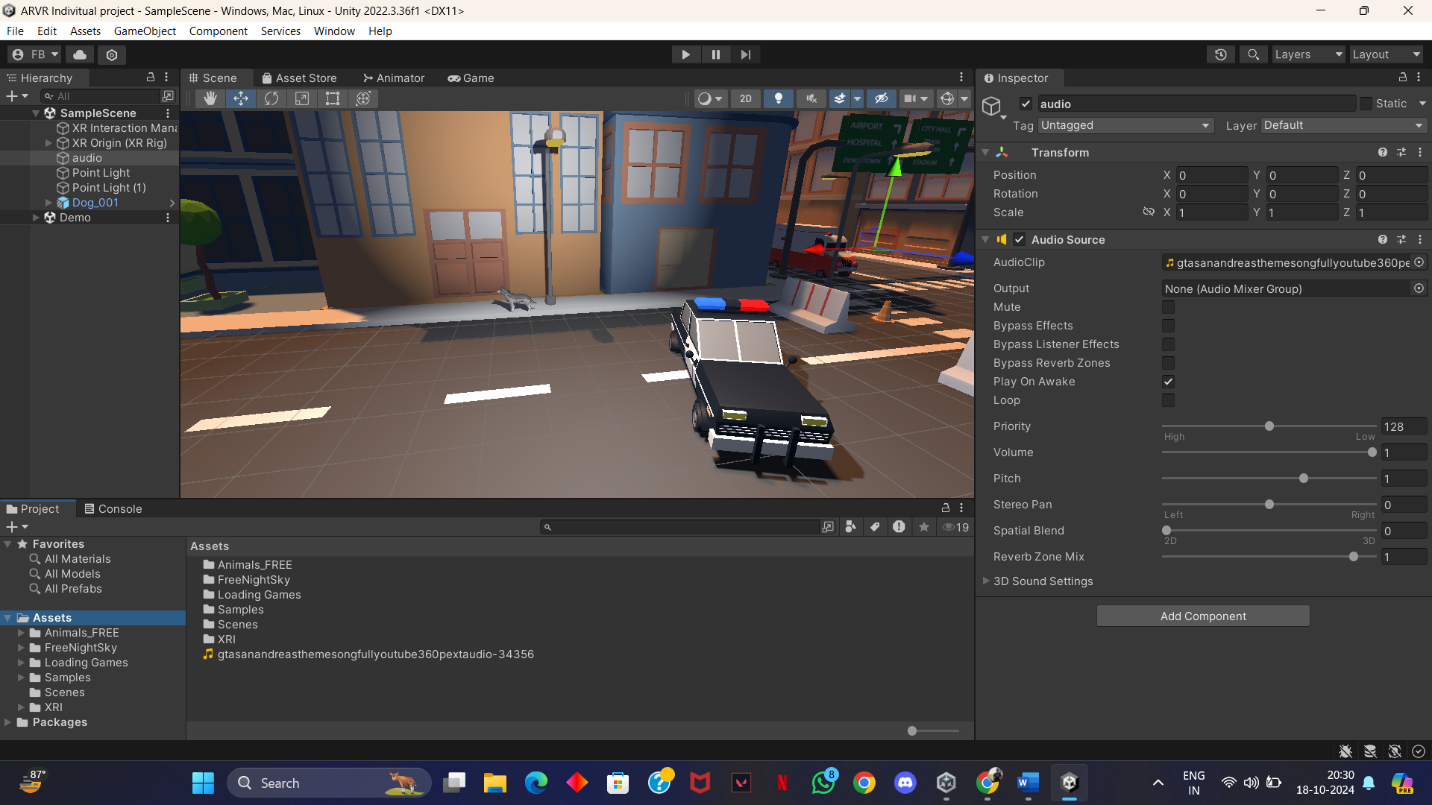 ARVR Indivitual project - SampleScene - Windows, Mac, Linux - Unity 2022.3.36f1 <DX11>
File Edit Assets GameObject Component Services Window Help
FB Layers Layout
Hierarchy
All
SampleScene
XR Interaction Mana
XR Origin (XR Rig)
audio
Point Light
Point Light (1)
Dog_001
Demo
Scene Asset Store Animator Game
2D
AIRPORT
HOSPITAL
DOWNTOWN
CITY HALL
STADIUM
Inspector
audio Static
Tag Untagged Layer Default
Transform
Position X 0 Y 0 Z 0
Rotation X 0 Y 0 Z 0
Scale X 1 Y 1 Z 1
Audio Source
AudioClip gtasanandreasthemesongfullyoutube360pe
Output None (Audio Mixer Group)
Mute
Bypass Effects
Bypass Listener Effects
Bypass Reverb Zones
Play On Awake
Loop
Priority 128
High Low
Volume 1
Pitch 1
Stereo Pan 0
Left Right
Spatial Blend 0
2D 3D
Reverb Zone Mix 1
3D Sound Settings
Add Component
Project Console
19
Favorites
All Materials
All Models
All Prefabs
Assets
Animals_FREE
FreeNightSky
Loading Games
Samples
Scenes
XRI
Packages
Assets
Animals_FREE
FreeNightSky
Loading Games
Samples
Scenes
XRI
gtasanandreasthemesongfullyoutube360pextaudio-34356
87°
Search
8
ENG
IN
20:30
18-10-2024
PRE